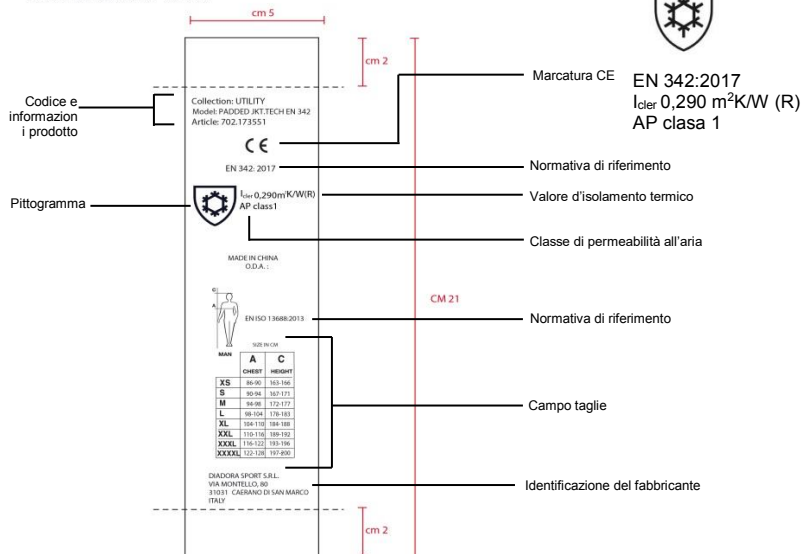 cm 5
cm 2
Marcatura CE
EN 342:2017
Icler 0,290 m²K/W (R)
AP clasa 1
Codice e
informazion
i prodotto
Collection: UTILITY
Model: PADDED JKT.TECH EN 342
Article: 702.173551
CE
EN 342: 2017
Normativa di riferimento
Pittogramma
Icler 0,290m²K/W(R)
AP class1
Valore d'isolamento termico
Classe di permeabilità all'aria
MADE IN CHINA
O.D.A. :
CM 21
C
A
EN ISO 13688:2013
Normativa di riferimento
MAN
SIZE IN CM
A C
CHEST HEIGHT
XS 86-90 163-166
S 90-94 167-171
M 94-98 172-177
L 98-104 178-183
XL 104-110 184-188
XXL 110-116 189-192
XXXL 116-122 193-196
XXXXL 122-128 197-200
Campo taglie
DIADORA SPORT S.R.L.
VIA MONTELLO, 80
31031 CAERANO DI SAN MARCO
ITALY
Identificazione del fabbricante
cm 2